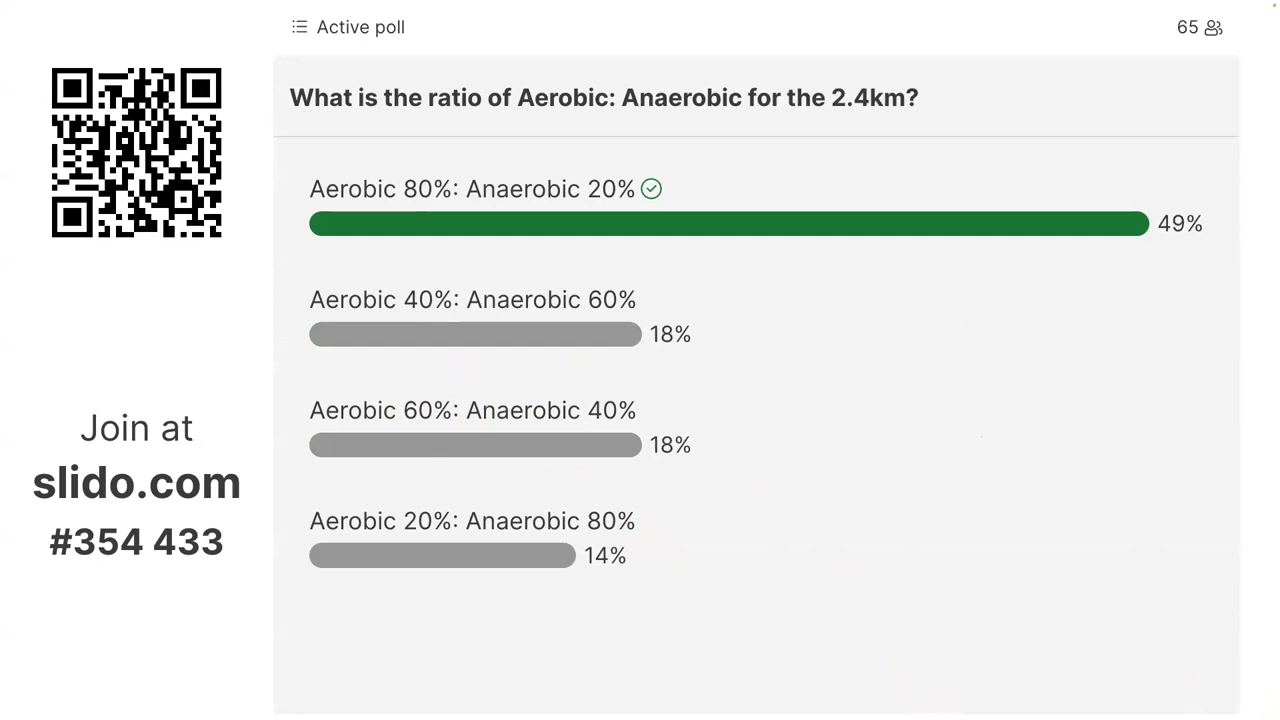 Active poll
65
What is the ratio of Aerobic: Anaerobic for the 2.4km?
Aerobic 80%: Anaerobic 20%
49%
Aerobic 40%: Anaerobic 60%
18%
Aerobic 60%: Anaerobic 40%
18%
Aerobic 20%: Anaerobic 80%
14%
Join at
slido.com
#354 433